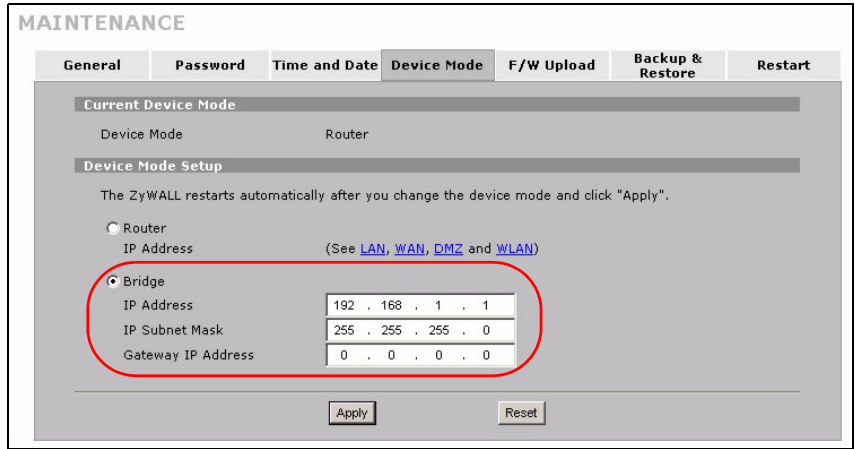 MAINTENANCE
General Password Time and Date Device Mode F/W Upload Backup & Restore Restart
Current Device Mode
Device Mode Router
Device Mode Setup
The ZyWALL restarts automatically after you change the device mode and click "Apply".
Router
IP Address (See LAN, WAN, DMZ and WLAN)
Bridge
IP Address 192 . 168 . 1 . 1
IP Subnet Mask 255 . 255 . 255 . 0
Gateway IP Address 0 . 0 . 0 . 0
Apply Reset